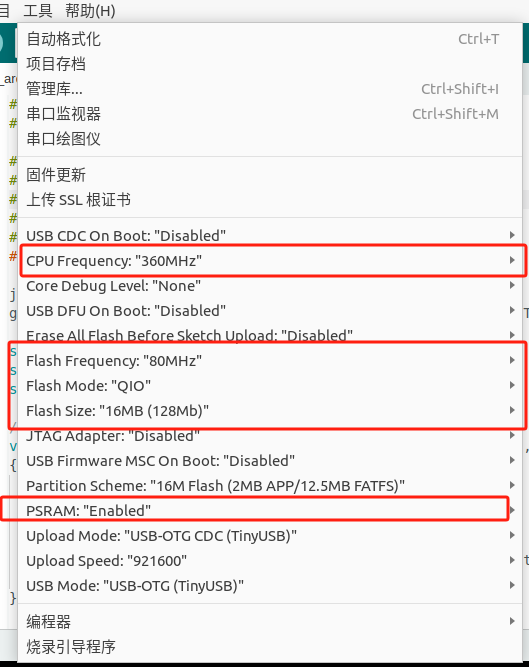 目 工具 帮助(H)
自动格式化 Ctrl+T
项目存档
管理库... Ctrl+Shift+I
串口监视器 Ctrl+Shift+M
串口绘图仪
固件更新
上传 SSL 根证书
USB CDC On Boot: "Disabled"
CPU Frequency: "360MHz"
Core Debug Level: "None"
USB DFU On Boot: "Disabled"
Erase All Flash Before Sketch Upload: "Disabled"
Flash Frequency: "80MHz"
Flash Mode: "QIO"
Flash Size: "16MB (128Mb)"
JTAG Adapter: "Disabled"
USB Firmware MSC On Boot: "Disabled"
Partition Scheme: "16M Flash (2MB APP/12.5MB FATFS)"
PSRAM: "Enabled"
Upload Mode: "USB-OTG CDC (TinyUSB)"
Upload Speed: "921600"
USB Mode: "USB-OTG (TinyUSB)"
编程器
烧录引导程序